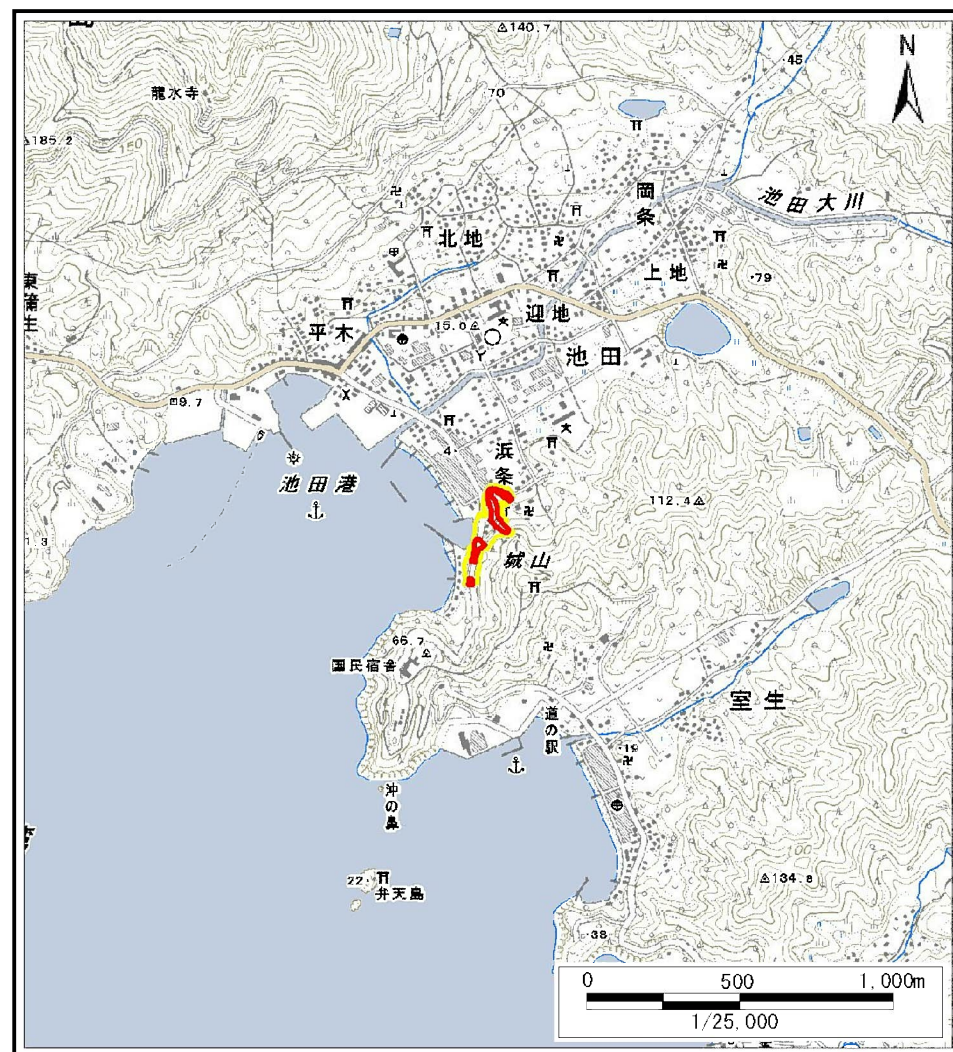 140.7
N
45
龍水寺
70
185.2
岡条
池田大川
北地
上地
79
東蒲生
迎地
平木
15.0
池田
9.7
4
浜条
池田港
112.4
城山
66.7
国民宿舎
室生
道の駅
19
沖の鼻
134.8
22
弁天島
38
0 500 1,000m
1/25,000